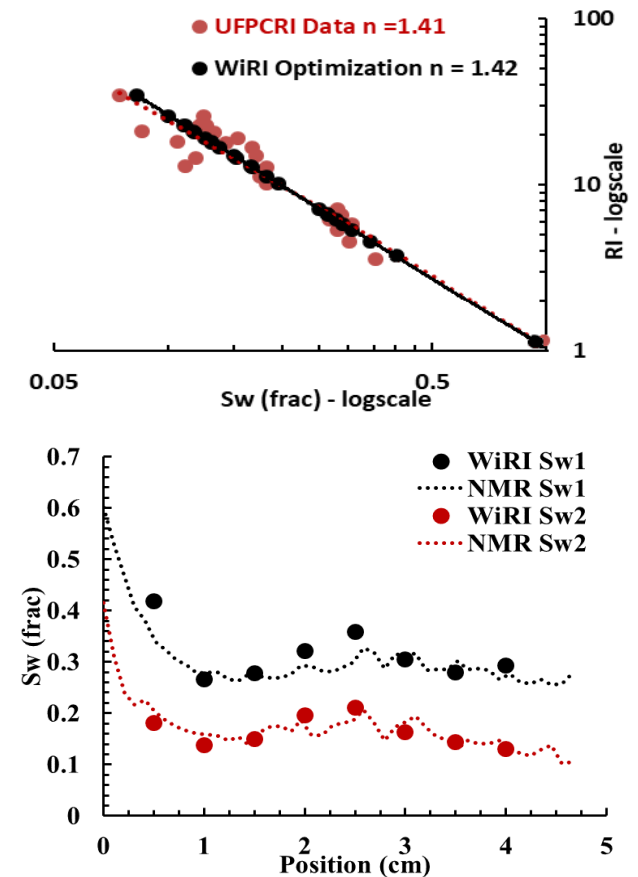 100
UFPCRI Data n =1.41
WiRI Optimization n = 1.42
10
RI - logscale
1
0.05
0.5
Sw (frac) - logscale
0.7
WiRI Sw1
NMR Sw1
0.6
WiRI Sw2
NMR Sw2
0.5
0.4
Sw (frac)
0.3
0.2
0.1
0
0 1 2 3 4 5
Position (cm)